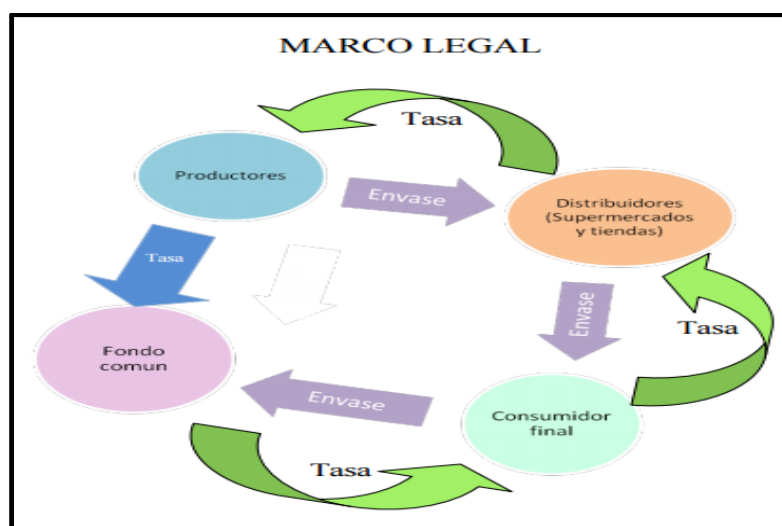 MARCO LEGAL
Tasa
Productores
Envase
Distribuidores
(Supermercados
y tiendas)
Tasa
Envase
Tasa
Fondo
comun
Envase
Consumidor
final
Tasa